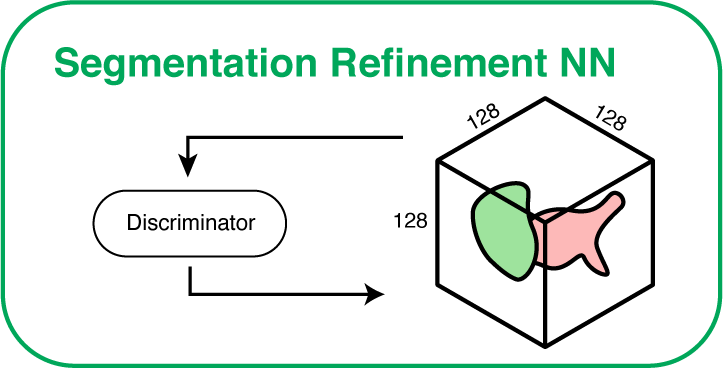 Segmentation Refinement NN
128
128
128
Discriminator